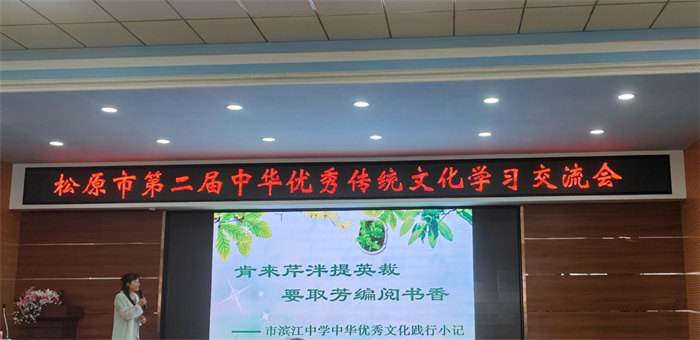 松原市第二届中华优秀传统文化学习交流会
肯来芹泮提英裁
要取芳编阅书香
——市滨江中学中华优秀文化践行小记